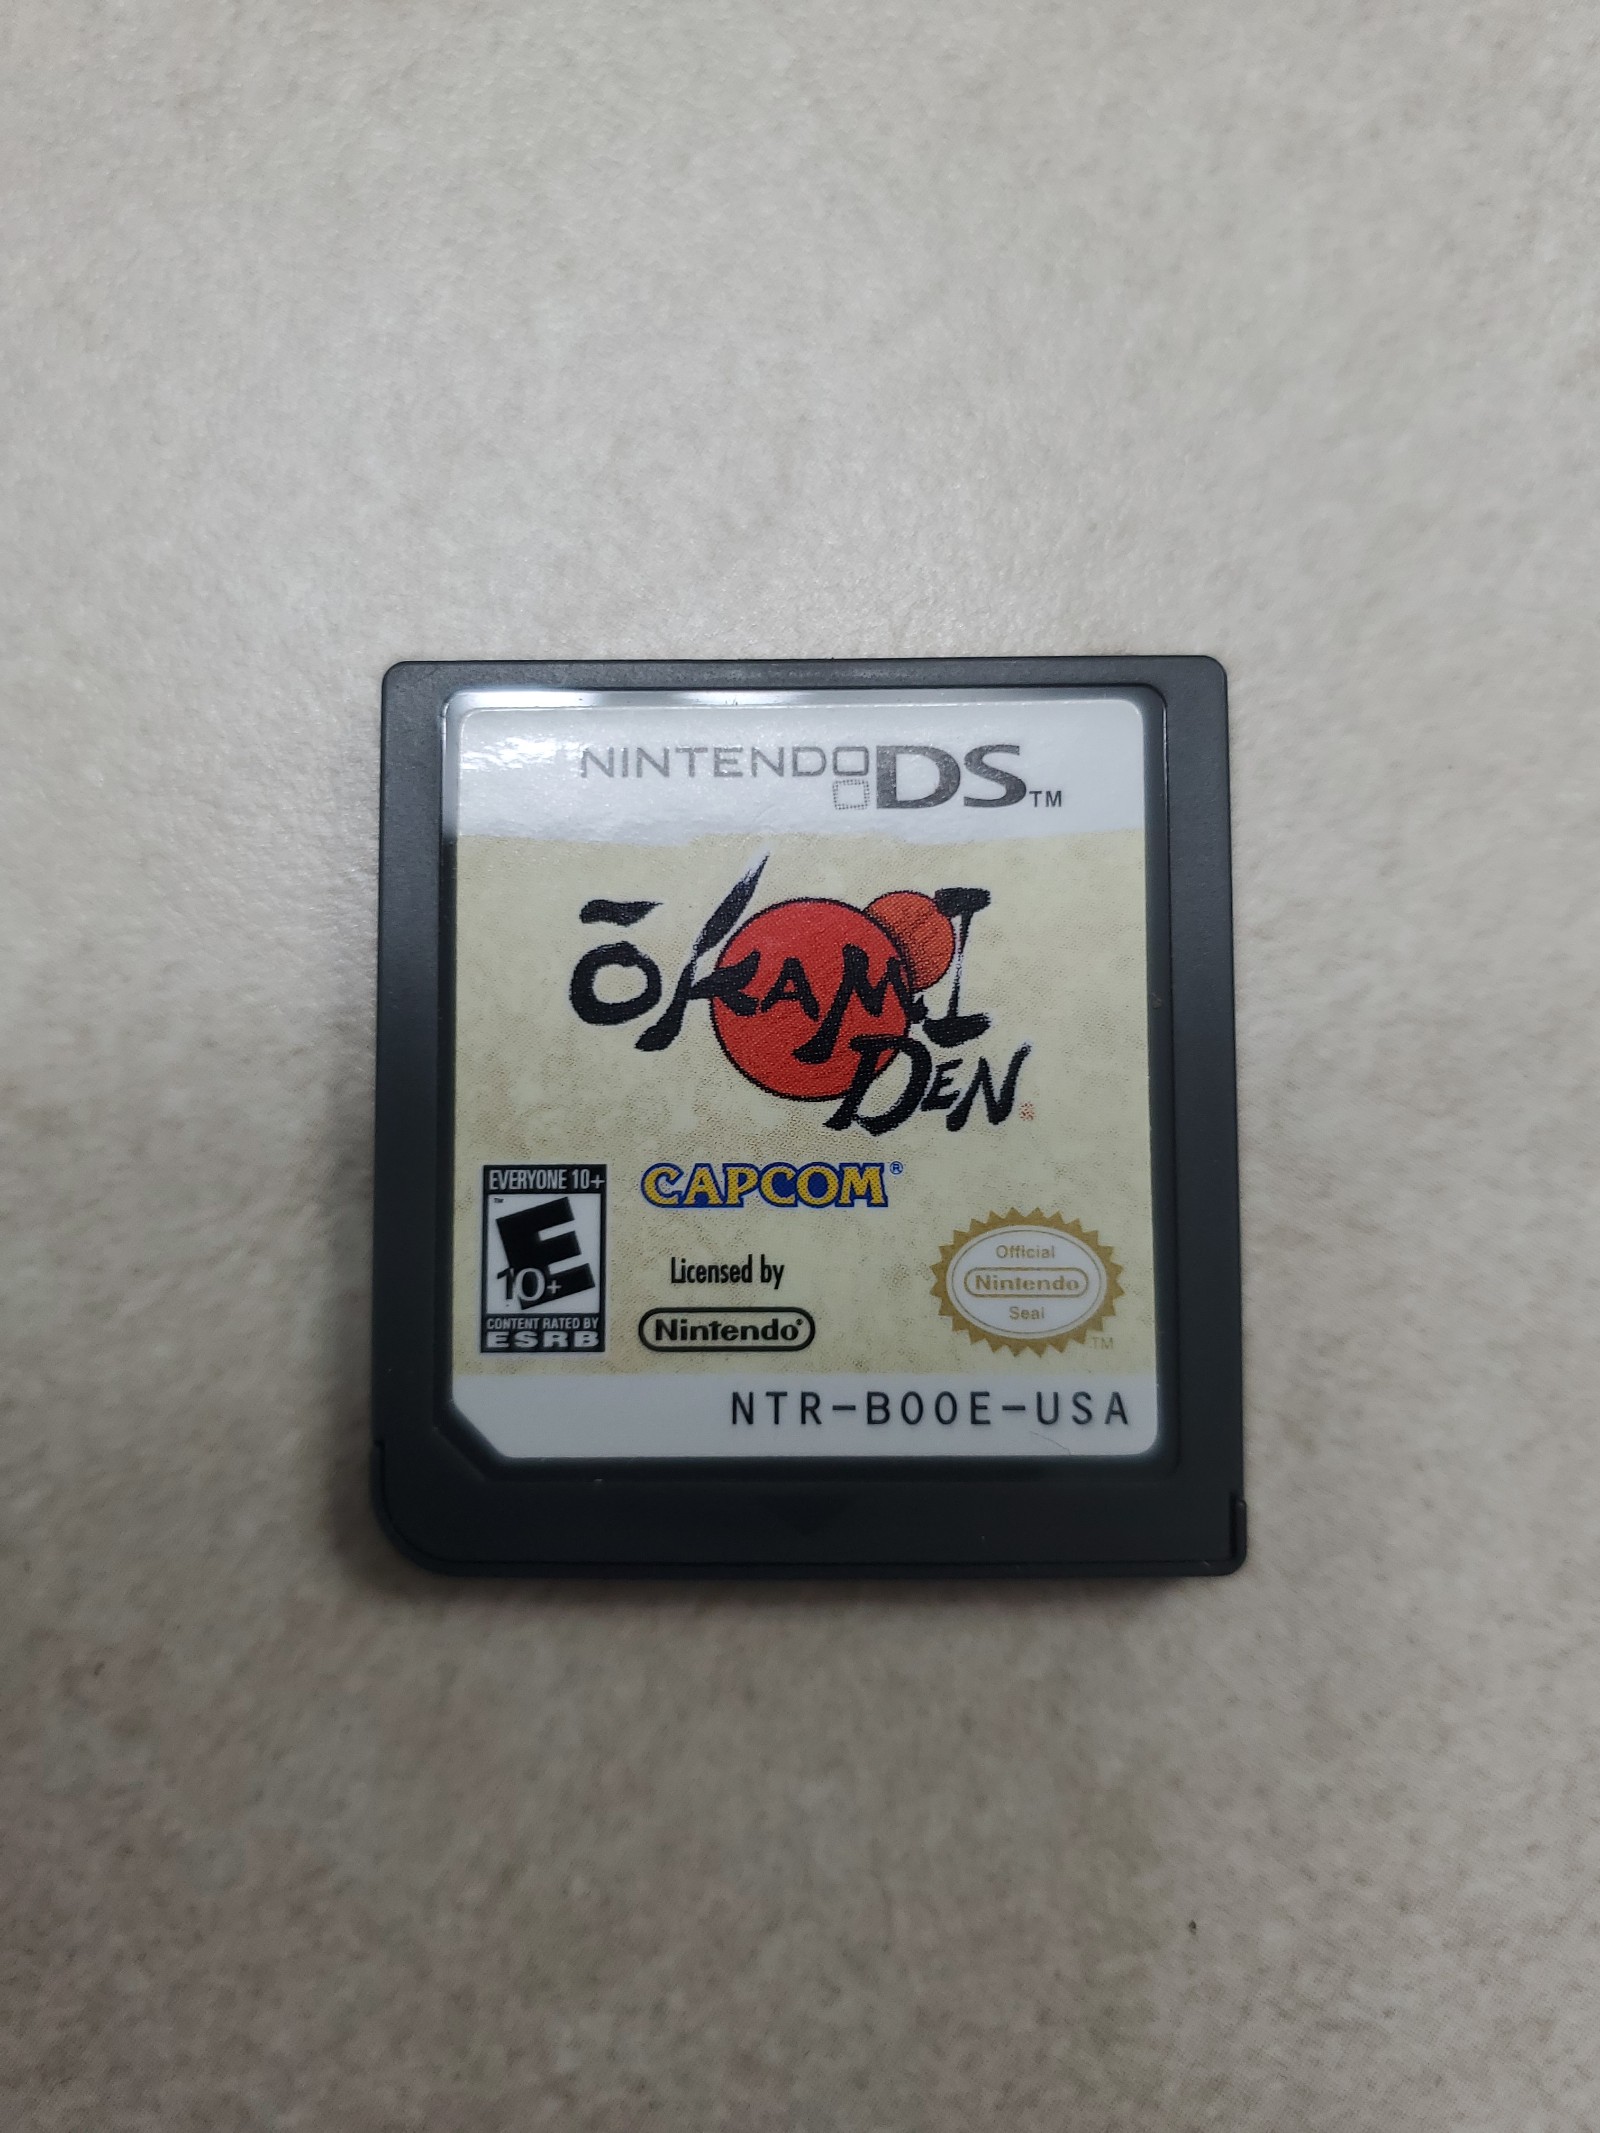 NINTENDO DS™
ŌKAMI
DEN
EVERYONE 10+
E
10+
™
CONTENT RATED BY
ESRB
CAPCOM®
Licensed by
Nintendo®
Official
Nintendo
Seal
TM
NTR-BOOE-USA